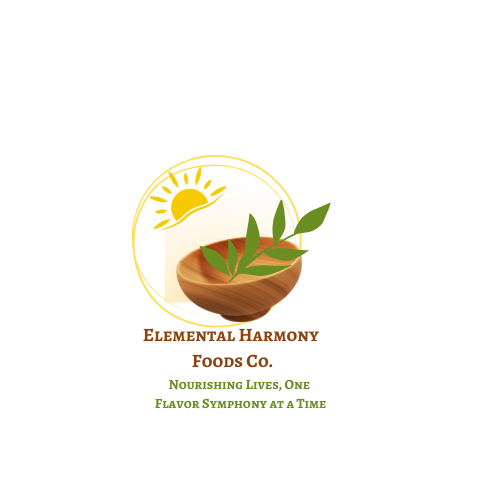 Elemental Harmony
Foods Co.
Nourishing Lives, One
Flavor Symphony at a Time